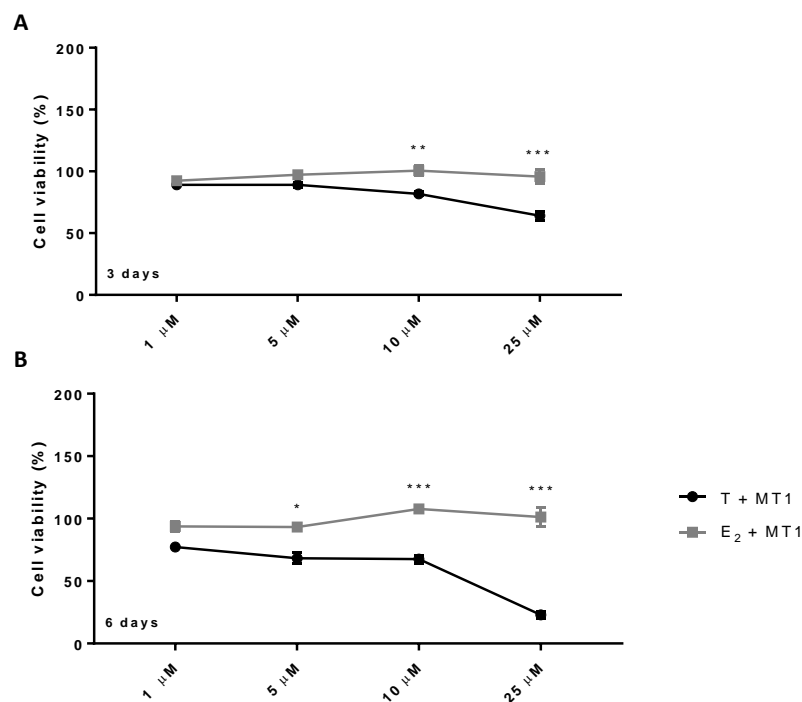 A
200
150
100
50
0
Cell viability (%)
**
***
3 days
1 μM
5 μM
10 μM
25 μM
B
200
150
100
50
0
Cell viability (%)
*
***
***
6 days
1 μM
5 μM
10 μM
25 μM
T + MT1
E₂ + MT1